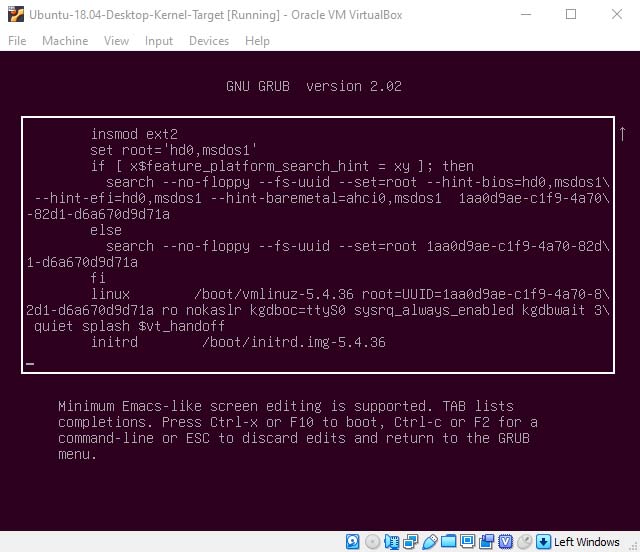 Ubuntu-18.04-Desktop-Kernel-Target [Running] - Oracle VM VirtualBox
File Machine View Input Devices Help
GNU GRUB version 2.02
insmod ext2
set root='hd0,msdos1'
if [ x$feature_platform_search_hint = xy ]; then
search --no-floppy --fs-uuid --set=root --hint-bios=hd0,msdos1\
--hint-efi=hd0,msdos1 --hint-baremetal=ahci0,msdos1 1aa0d9ae-c1f9-4a70\
-82d1-d6a670d9d71a
else
search --no-floppy --fs-uuid --set=root 1aa0d9ae-c1f9-4a70-82d\
1-d6a670d9d71a
fi
linux /boot/vmlinuz-5.4.36 root=UUID=1aa0d9ae-c1f9-4a70-8\
2d1-d6a670d9d71a ro nokaslr kgdboc=ttyS0 sysrq_always_enabled kgdbwait 3\
quiet splash $vt_handoff
initrd /boot/initrd.img-5.4.36
Minimum Emacs-like screen editing is supported. TAB lists
completions. Press Ctrl-x or F10 to boot, Ctrl-c or F2 for a
command-line or ESC to discard edits and return to the GRUB
menu.
Left Windows